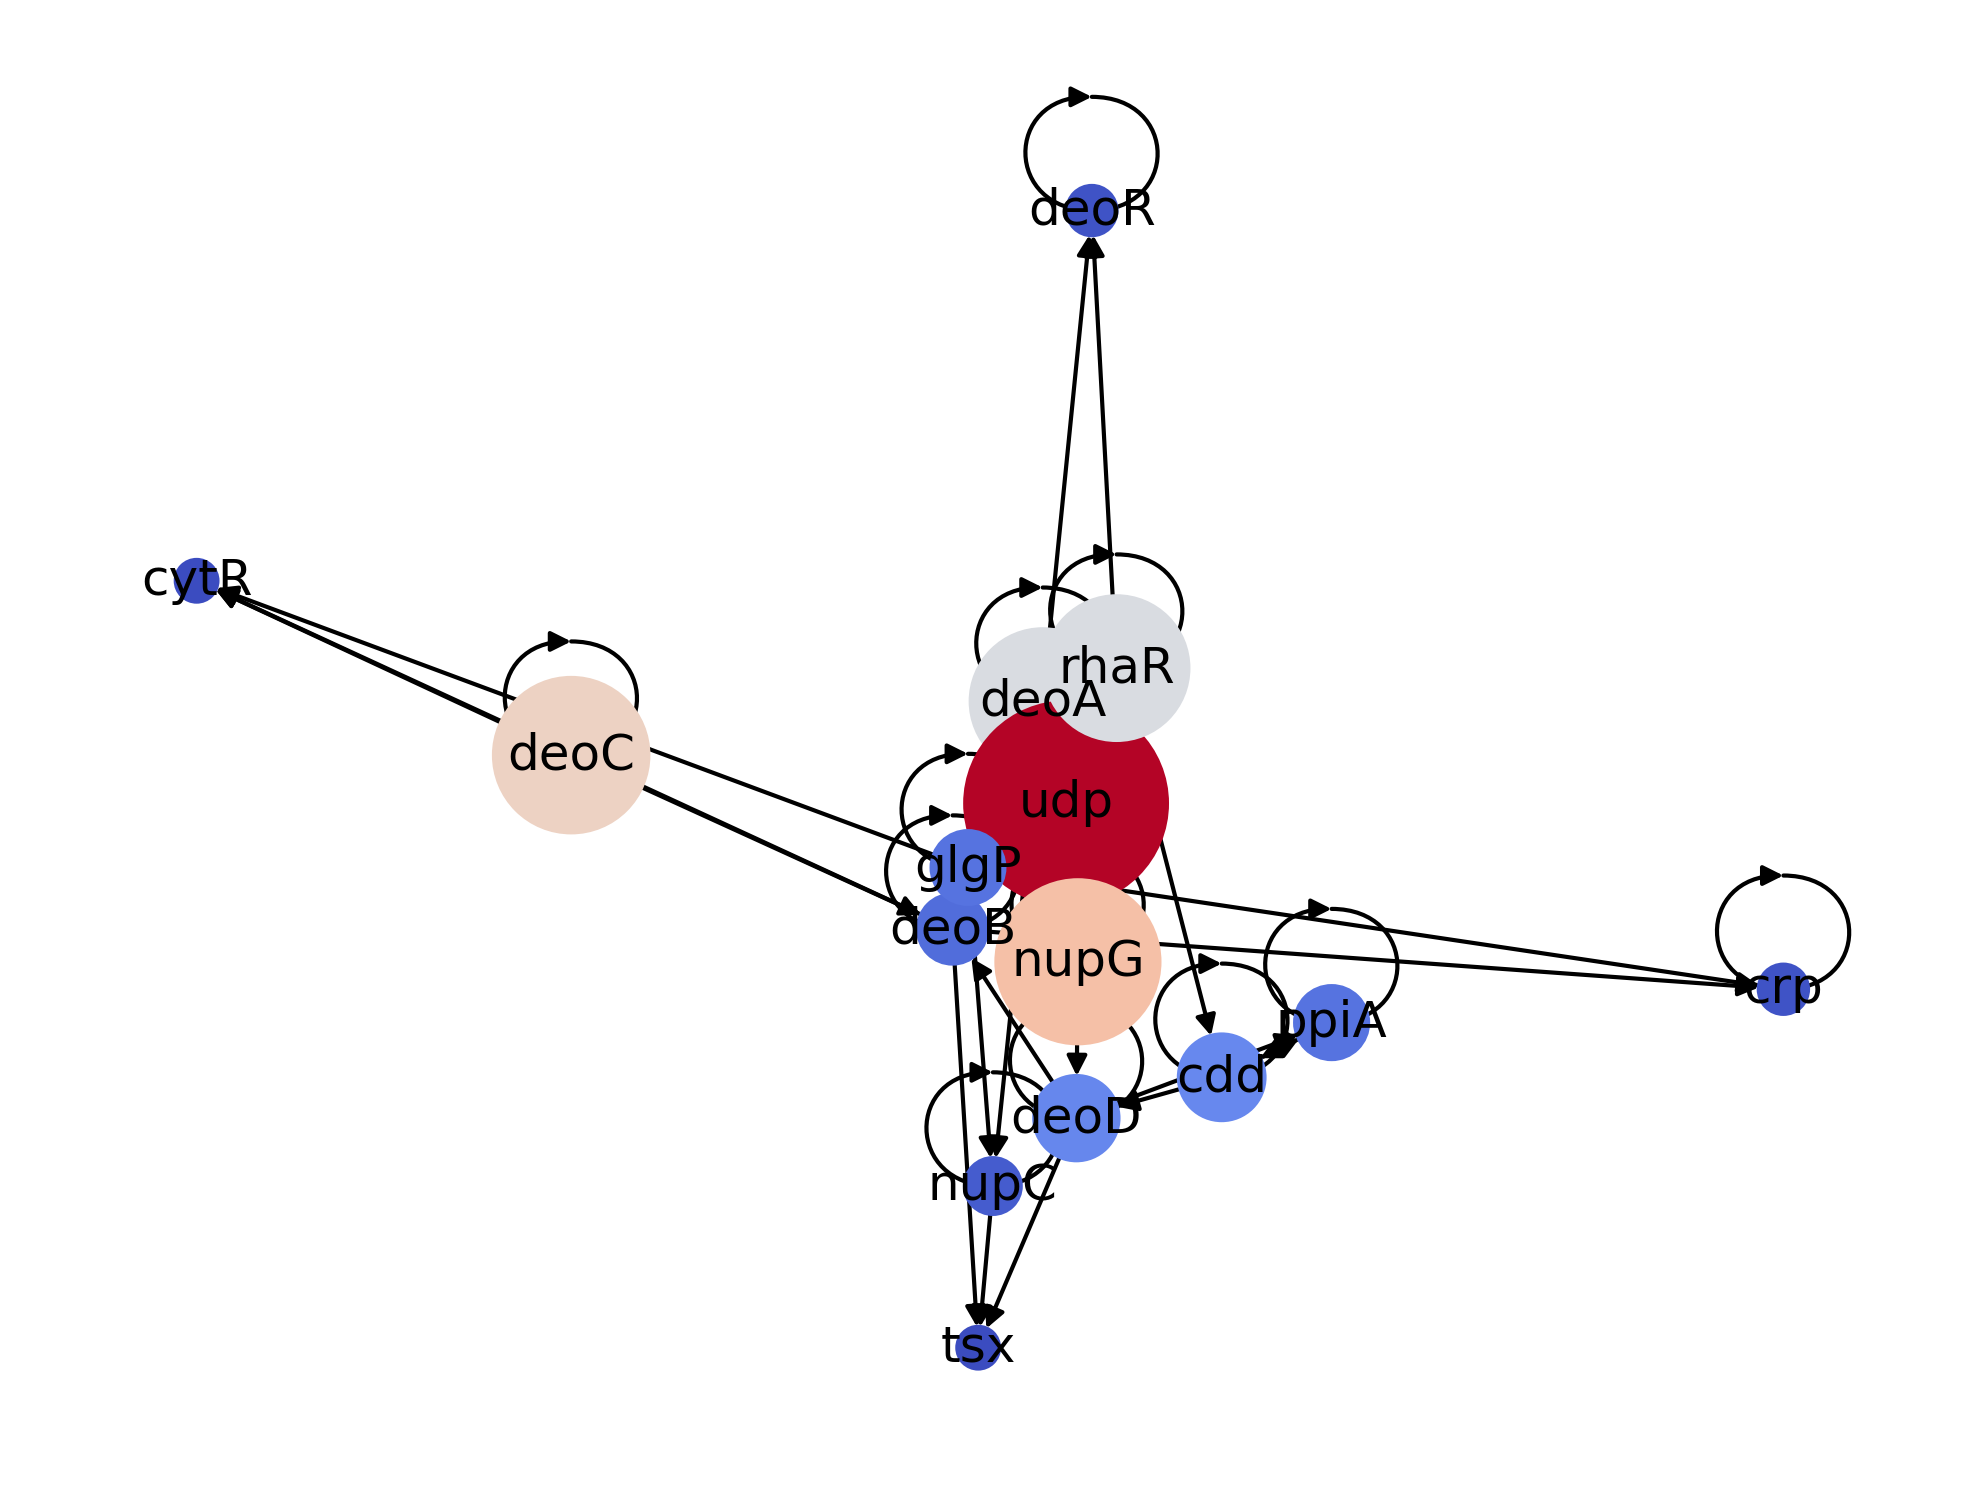 deoR
cytR
rhaR
deoA
deoC
udp
glgP
deoB
nupG
crp
ppiA
cdd
deoD
nupC
tsx